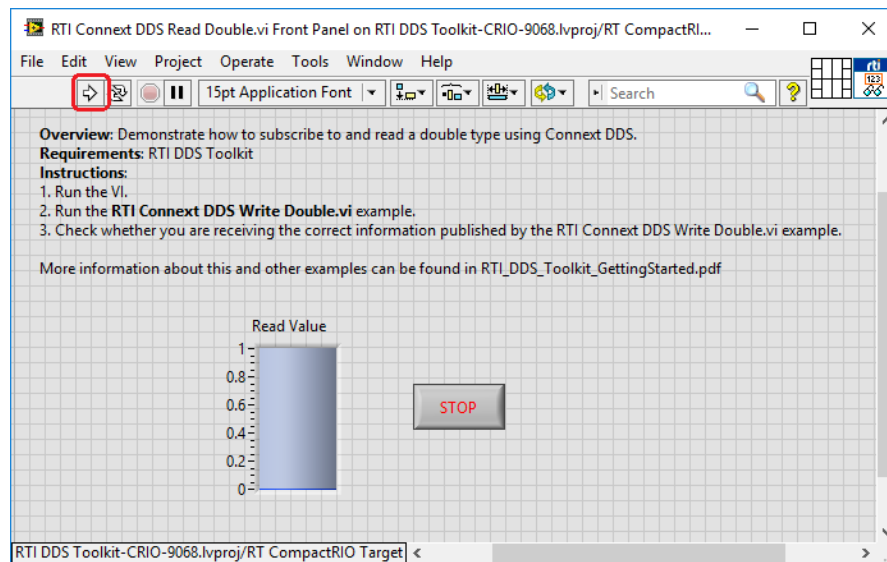 RTI Connext DDS Read Double.vi Front Panel on RTI DDS Toolkit-CRIO-9068.lvproj/RT CompactRI...
File Edit View Project Operate Tools Window Help
15pt Application Font
Search
?
rti
123
Overview: Demonstrate how to subscribe to and read a double type using Connext DDS.
Requirements: RTI DDS Toolkit
Instructions:
1. Run the VI.
2. Run the RTI Connext DDS Write Double.vi example.
3. Check whether you are receiving the correct information published by the RTI Connext DDS Write Double.vi example.
More information about this and other examples can be found in RTI_DDS_Toolkit_GettingStarted.pdf
Read Value
1
0.8
0.6
0.4
0.2
0
STOP
RTI DDS Toolkit-CRIO-9068.lvproj/RT CompactRIO Target